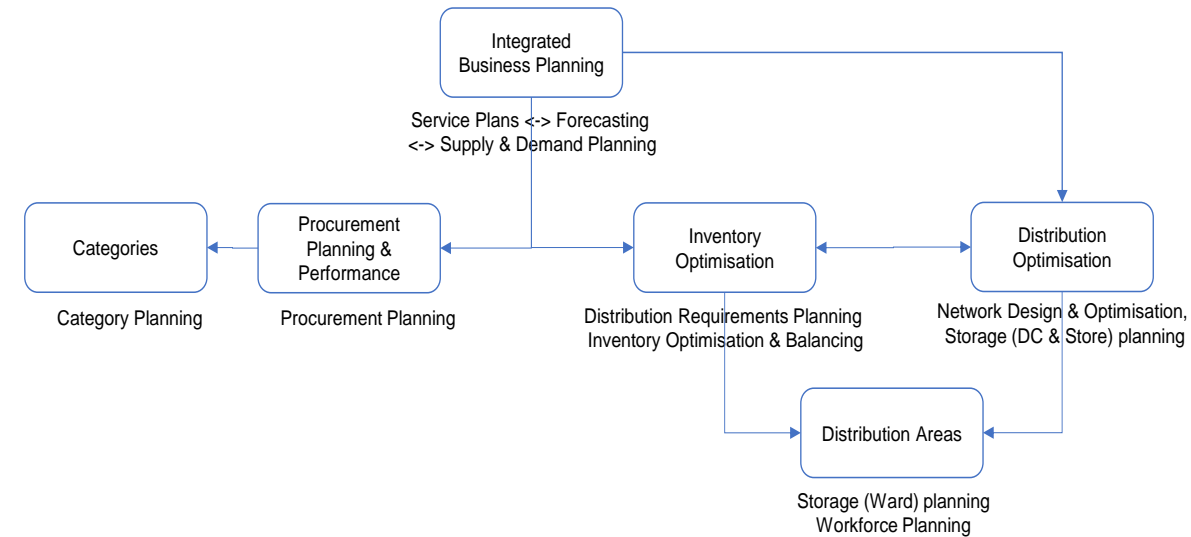 Integrated
Business Planning
Service Plans <-> Forecasting
<-> Supply & Demand Planning
Categories
Category Planning
Procurement
Planning &
Performance
Procurement Planning
Inventory
Optimisation
Distribution Requirements Planning
Inventory Optimisation & Balancing
Distribution
Optimisation
Network Design & Optimisation,
Storage (DC & Store) planning
Distribution Areas
Storage (Ward) planning
Workforce Planning